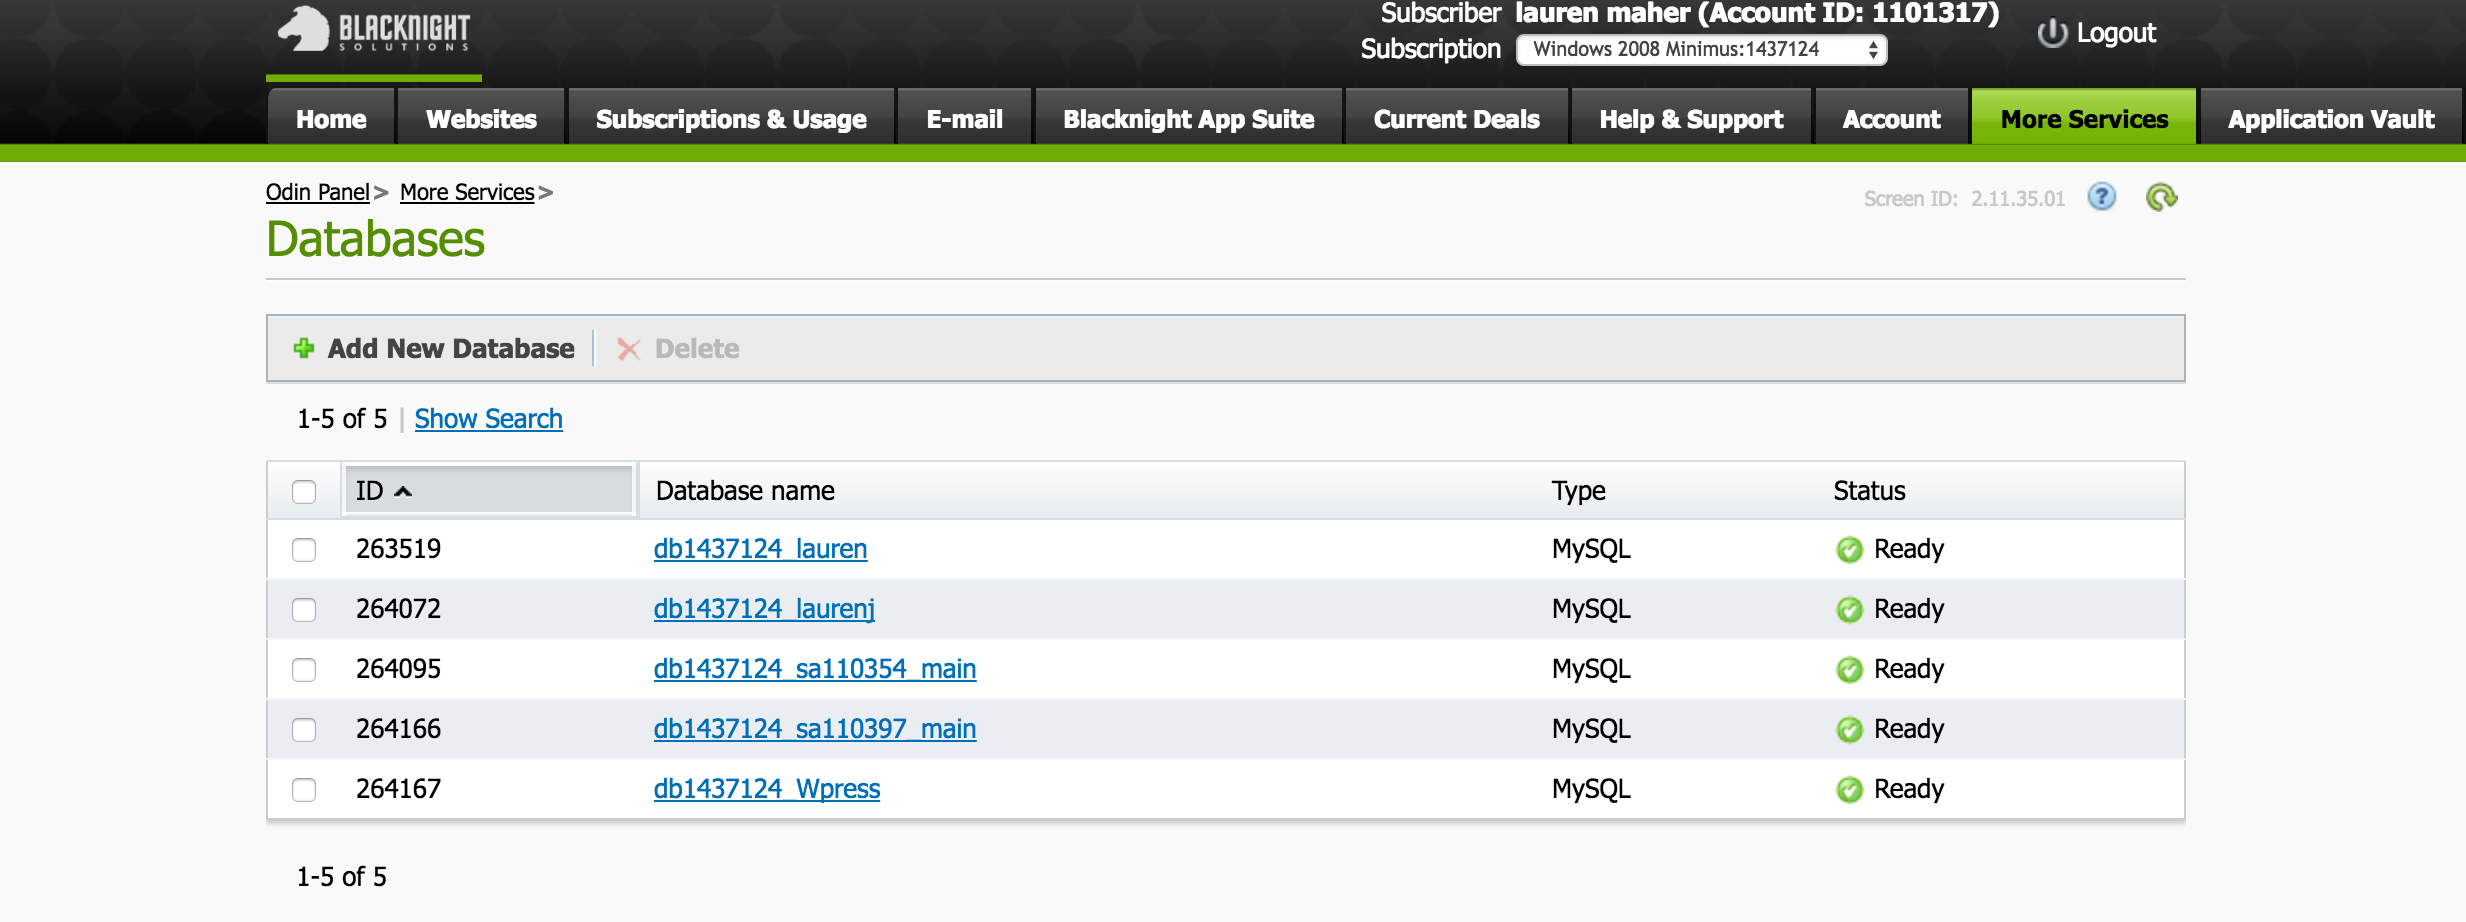 BLACKNIGHT
SOLUTIONS
Subscriber lauren maher (Account ID: 1101317)
Subscription Windows 2008 Minimus:1437124
Logout
Home Websites Subscriptions & Usage E-mail Blacknight App Suite Current Deals Help & Support Account More Services Application Vault
Odin Panel > More Services >
Screen ID: 2.11.35.01 ?
Databases
Add New Database Delete
1-5 of 5 | Show Search
ID Database name Type Status
263519 db1437124_lauren MySQL Ready
264072 db1437124_laurenj MySQL Ready
264095 db1437124_sa110354_main MySQL Ready
264166 db1437124_sa110397_main MySQL Ready
264167 db1437124_Wpress MySQL Ready
1-5 of 5